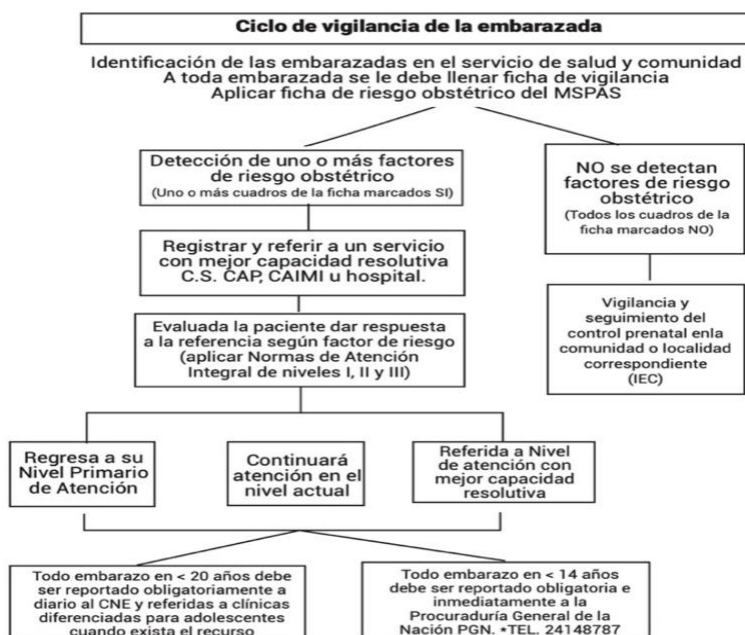 Ciclo de vigilancia de la embarazada
Identificación de las embarazadas en el servicio de salud y comunidad
A toda embarazada se le debe llenar ficha de vigilancia
Aplicar ficha de riesgo obstétrico del MSPAS
Detección de uno o más factores
de riesgo obstétrico
(Uno o más cuadros de la ficha marcados SI)
NO se detectan
factores de riesgo
obstétrico
(Todos los cuadros de la
ficha marcados NO)
Registrar y referir a un servicio
con mejor capacidad resolutiva
C.S. CAP, CAIMI u hospital.
Vigilancia y
seguimiento del
control prenatal enla
comunidad o localidad
correspondiente
(IEC)
Evaluada la paciente dar respuesta
a la referencia según factor de riesgo
(aplicar Normas de Atención
Integral de niveles I, II y III)
Regresa a su
Nivel Primario
de Atención
Continuará
atención en el
nivel actual
Referida a Nivel
de atención con
mejor capacidad
resolutiva
Todo embarazo en < 20 años debe
ser reportado obligatoriamente a
diario al CNE y referidas a clínicas
diferenciadas para adolescentes
cuando exista el recurso
Todo embarazo en < 14 años
debe ser reportado obligatoria e
inmediatamente a la
Procuraduría General de la
Nación PGN. *TEL. 24148787